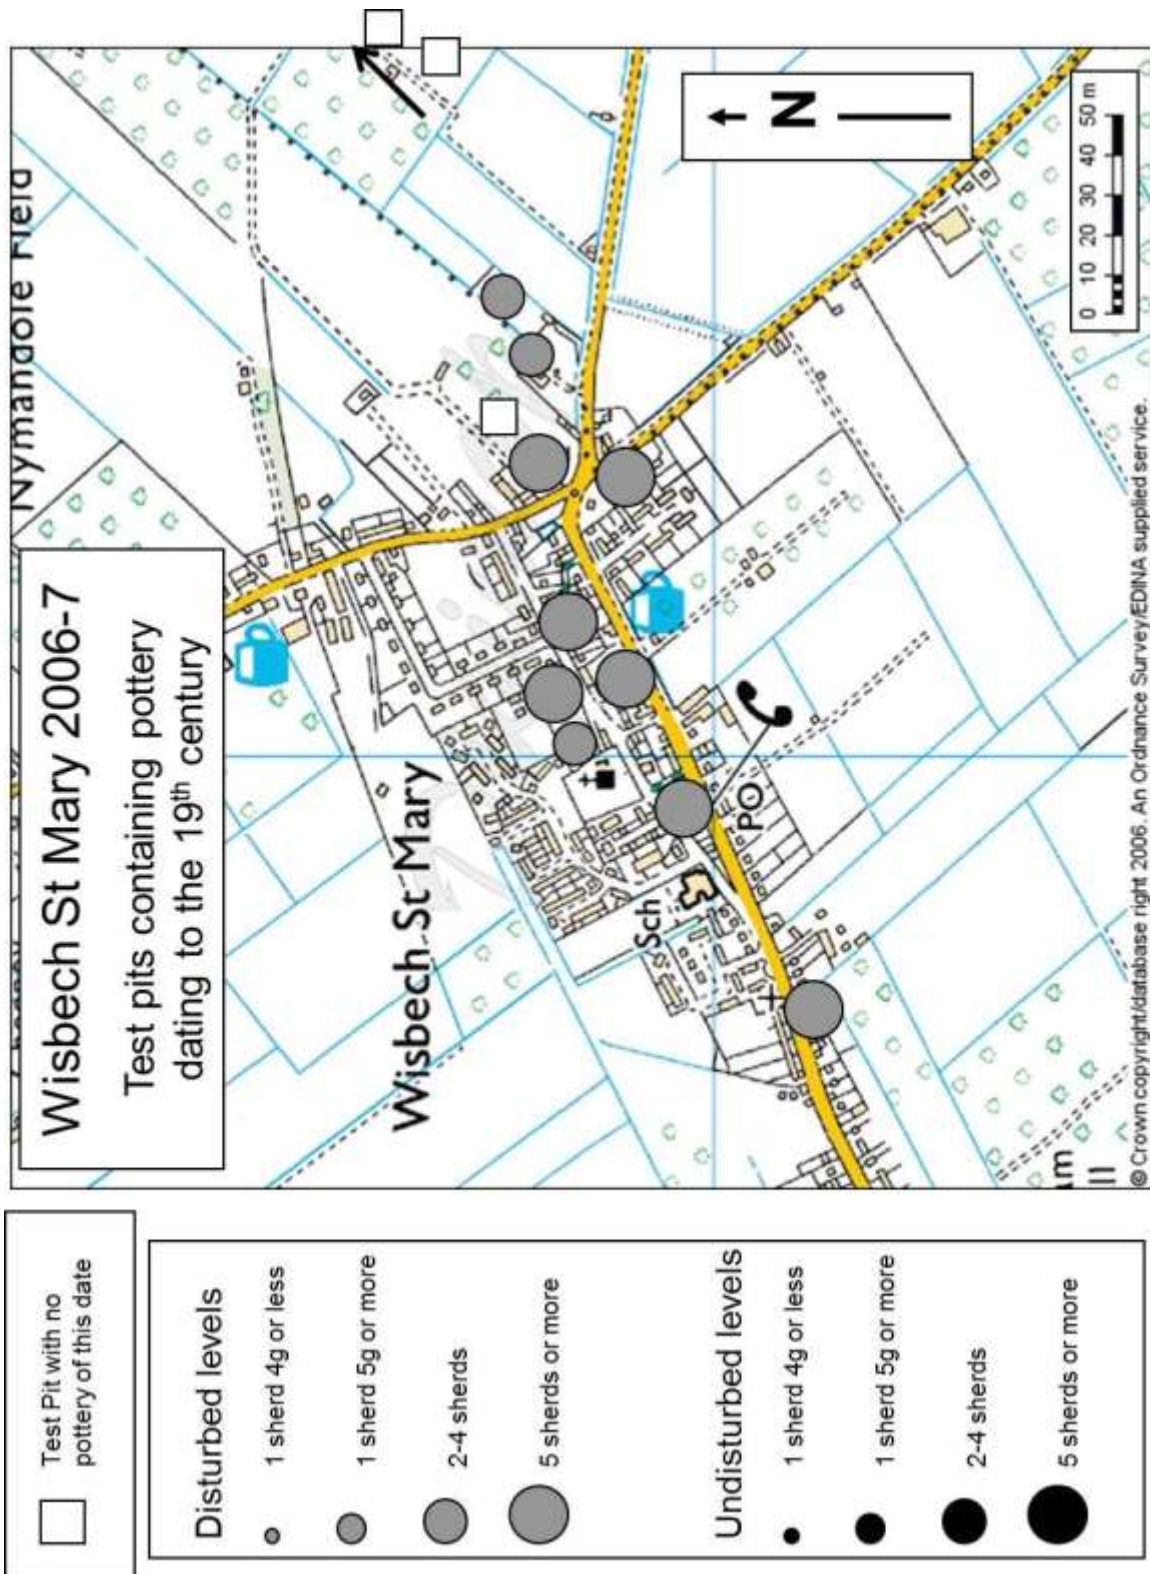 Wisbech St Mary 2006-7
Test pits containing pottery
dating to the 19th century
Nymandole Field
Wisbech St Mary
Sch
PO
N
0 10 20 30 40 50 m
© Crown copyright/database right 2006. An Ordnance Survey/EDINA supplied service.
Test Pit with no
pottery of this date
Disturbed levels
1 sherd 4g or less
1 sherd 5g or more
2-4 sherds
5 sherds or more
Undisturbed levels
1 sherd 4g or less
1 sherd 5g or more
2-4 sherds
5 sherds or more